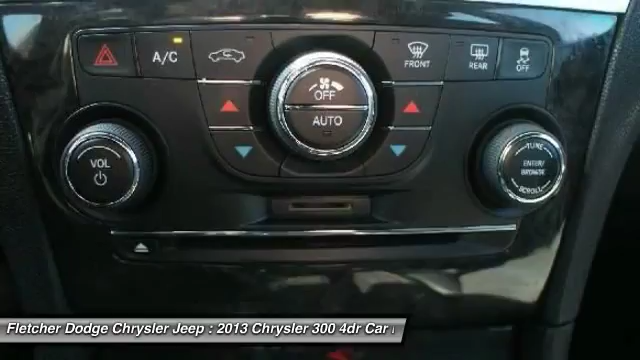 A/C
FRONT
REAR
OFF
OFF
AUTO
VOL
TUNE
ENTER/
BROWSE
SCROLL
Fletcher Dodge Chrysler Jeep : 2013 Chrysler 300 4dr Car